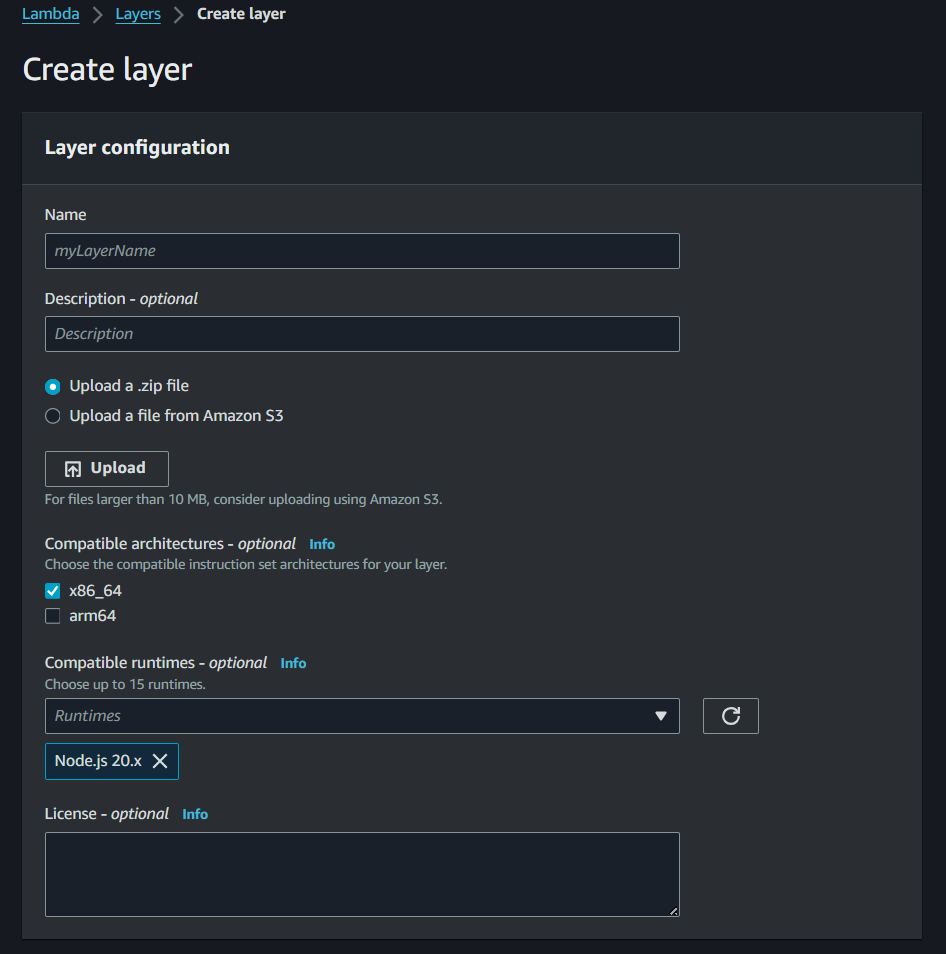 Lambda > Layers > Create layer
Create layer
Layer configuration
Name
myLayerName
Description - optional
Description
Upload a .zip file
Upload a file from Amazon S3
Upload
For files larger than 10 MB, consider uploading using Amazon S3.
Compatible architectures - optional Info
Choose the compatible instruction set architectures for your layer.
x86_64
arm64
Compatible runtimes - optional Info
Choose up to 15 runtimes.
Runtimes
Node.js 20.x
License - optional Info